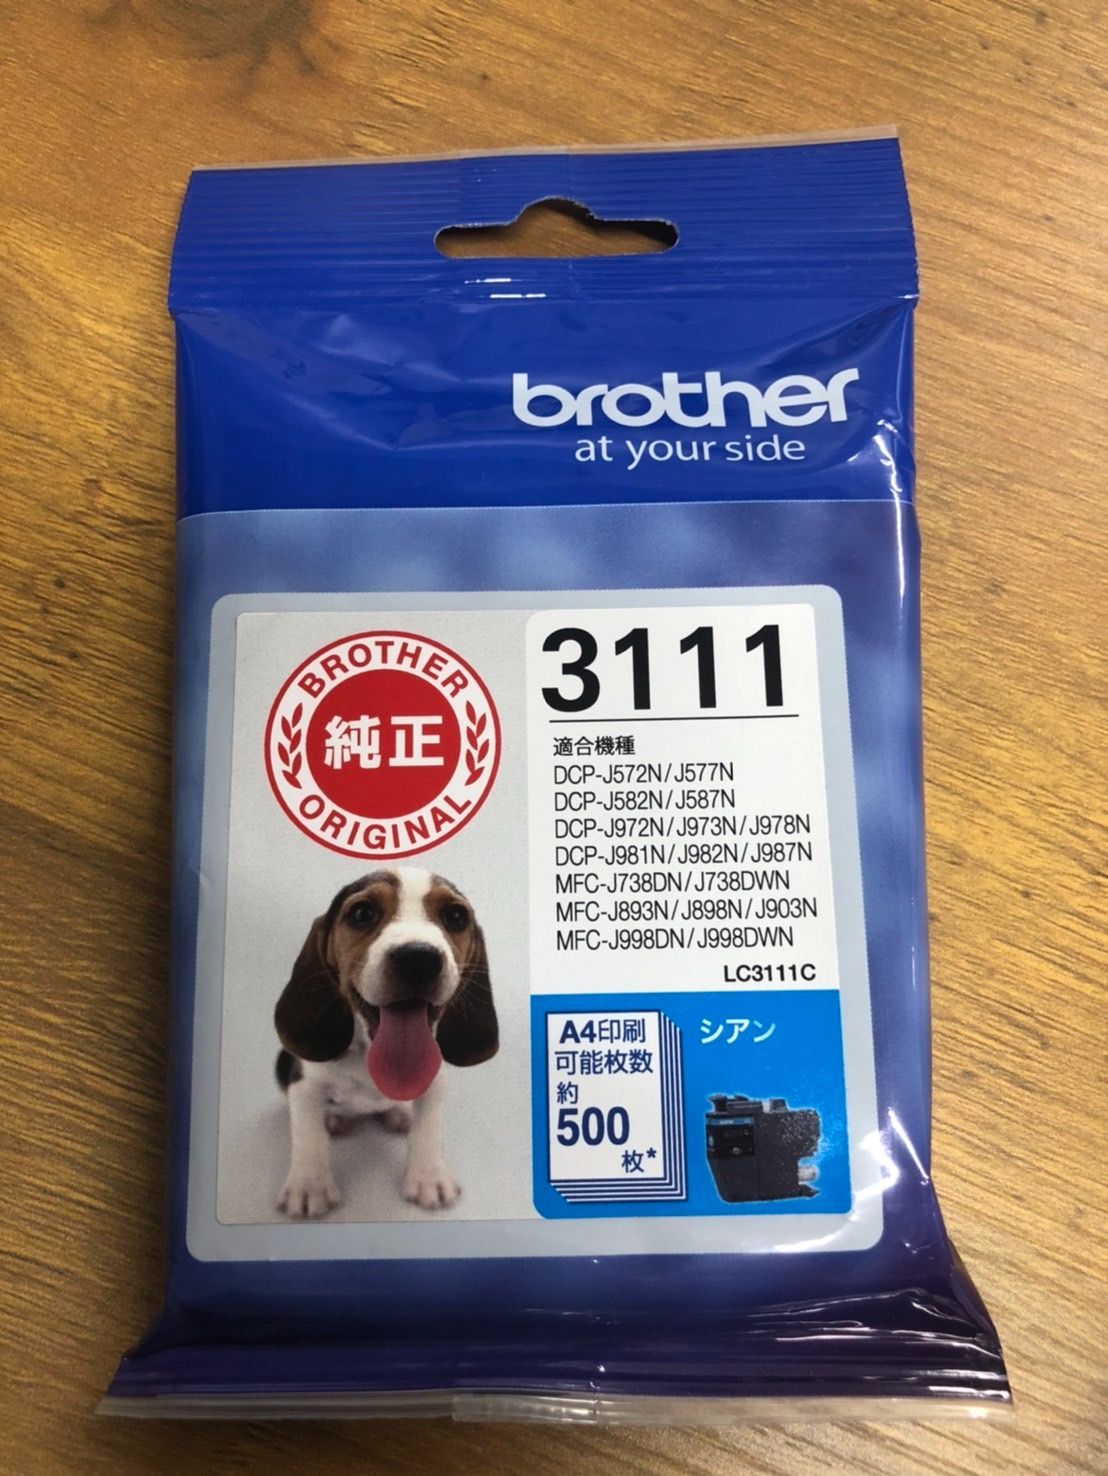 brother
at your side
BROTHER
純正
ORIGINAL
3111
適合機種
DCP-J572N/J577N
DCP-J582N/J587N
DCP-J972N/J973N/J978N
DCP-J981N/J982N/J987N
MFC-J738DN/J738DWN
MFC-J893N/J898N/J903N
MFC-J998DN/J998DWN
LC3111C
A4印刷
可能枚数
約
500
枚*
シアン